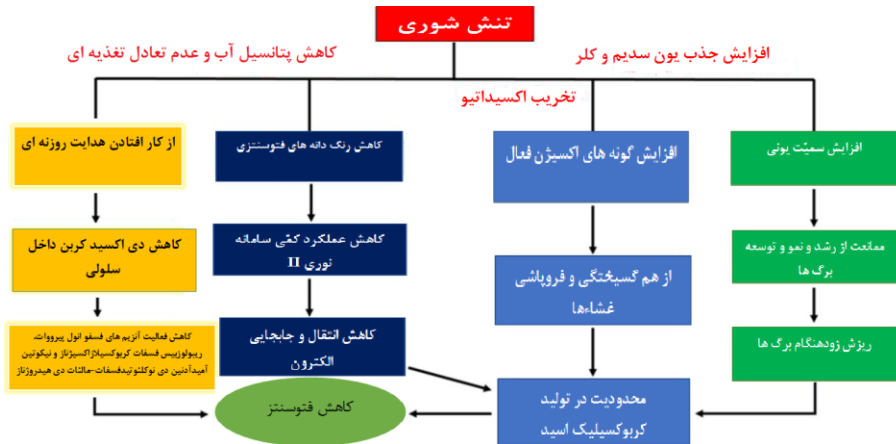 تنش شوری
افزایش جذب یون سدیم و کلر
کاهش پتانسیل آب و عدم تعادل تغذیه ای
تخریب اکسیداتیو
افزایش سمیّت یونی
ممانعت از رشد و نمو و توسعه
برگ ها
ریزش زودهنگام برگ ها
افزایش گونه های اکسیژن فعال
از هم گسیختگی و فروپاشی
غشاءها
محدودیت در تولید
کربوکسیلیک اسید
کاهش رنگ دانه های فتوسنتزی
کاهش عملکرد کمّی سامانه
نوری II
کاهش انتقال و جابجایی
الکترون
کاهش فتوسنتز
از کار افتادن هدایت روزنه ای
کاهش دی اکسید کربن داخل
سلولی
کاهش فعالیت آنزیم های فسفو انول پیرووات،
ریبولوزبیس فسفات کربوکسیلاز/اکسیژناز و نیکوتین
آمیدآدنین دی نوکلئوتیدفسفات-مالتات دی هیدروژناز